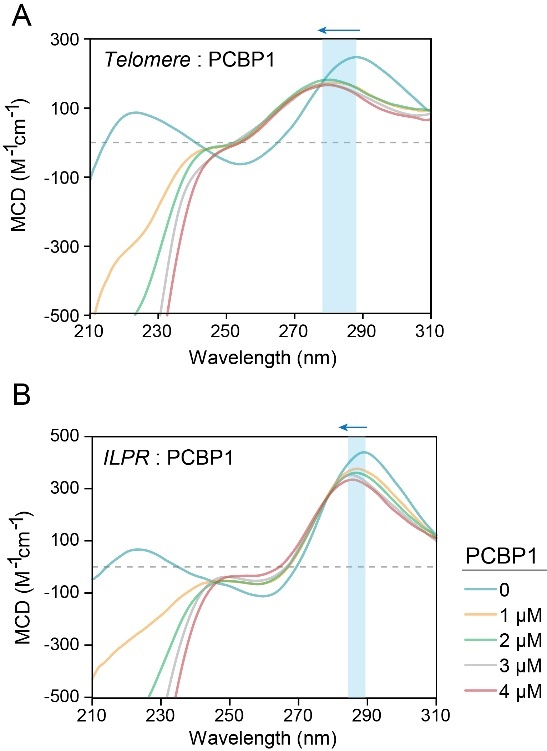 A
Telomere : PCBP1
300
100
-100
-300
-500
MCD (M⁻¹cm⁻¹)
210 230 250 270 290 310
Wavelength (nm)
B
ILPR : PCBP1
500
300
100
-100
-300
-500
MCD (M⁻¹cm⁻¹)
210 230 250 270 290 310
Wavelength (nm)
PCBP1
0
1 µM
2 µM
3 µM
4 µM